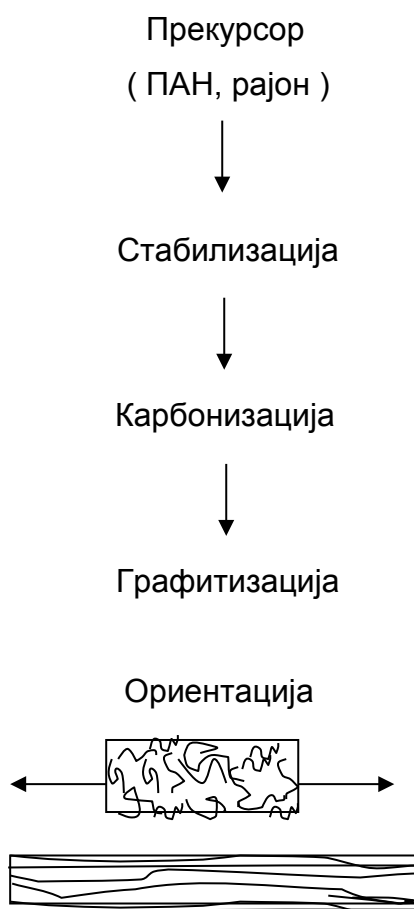 Прекурсор
( ПАН, рајон )
Стабилизација
Карбонизација
Графитизација
Ориентација